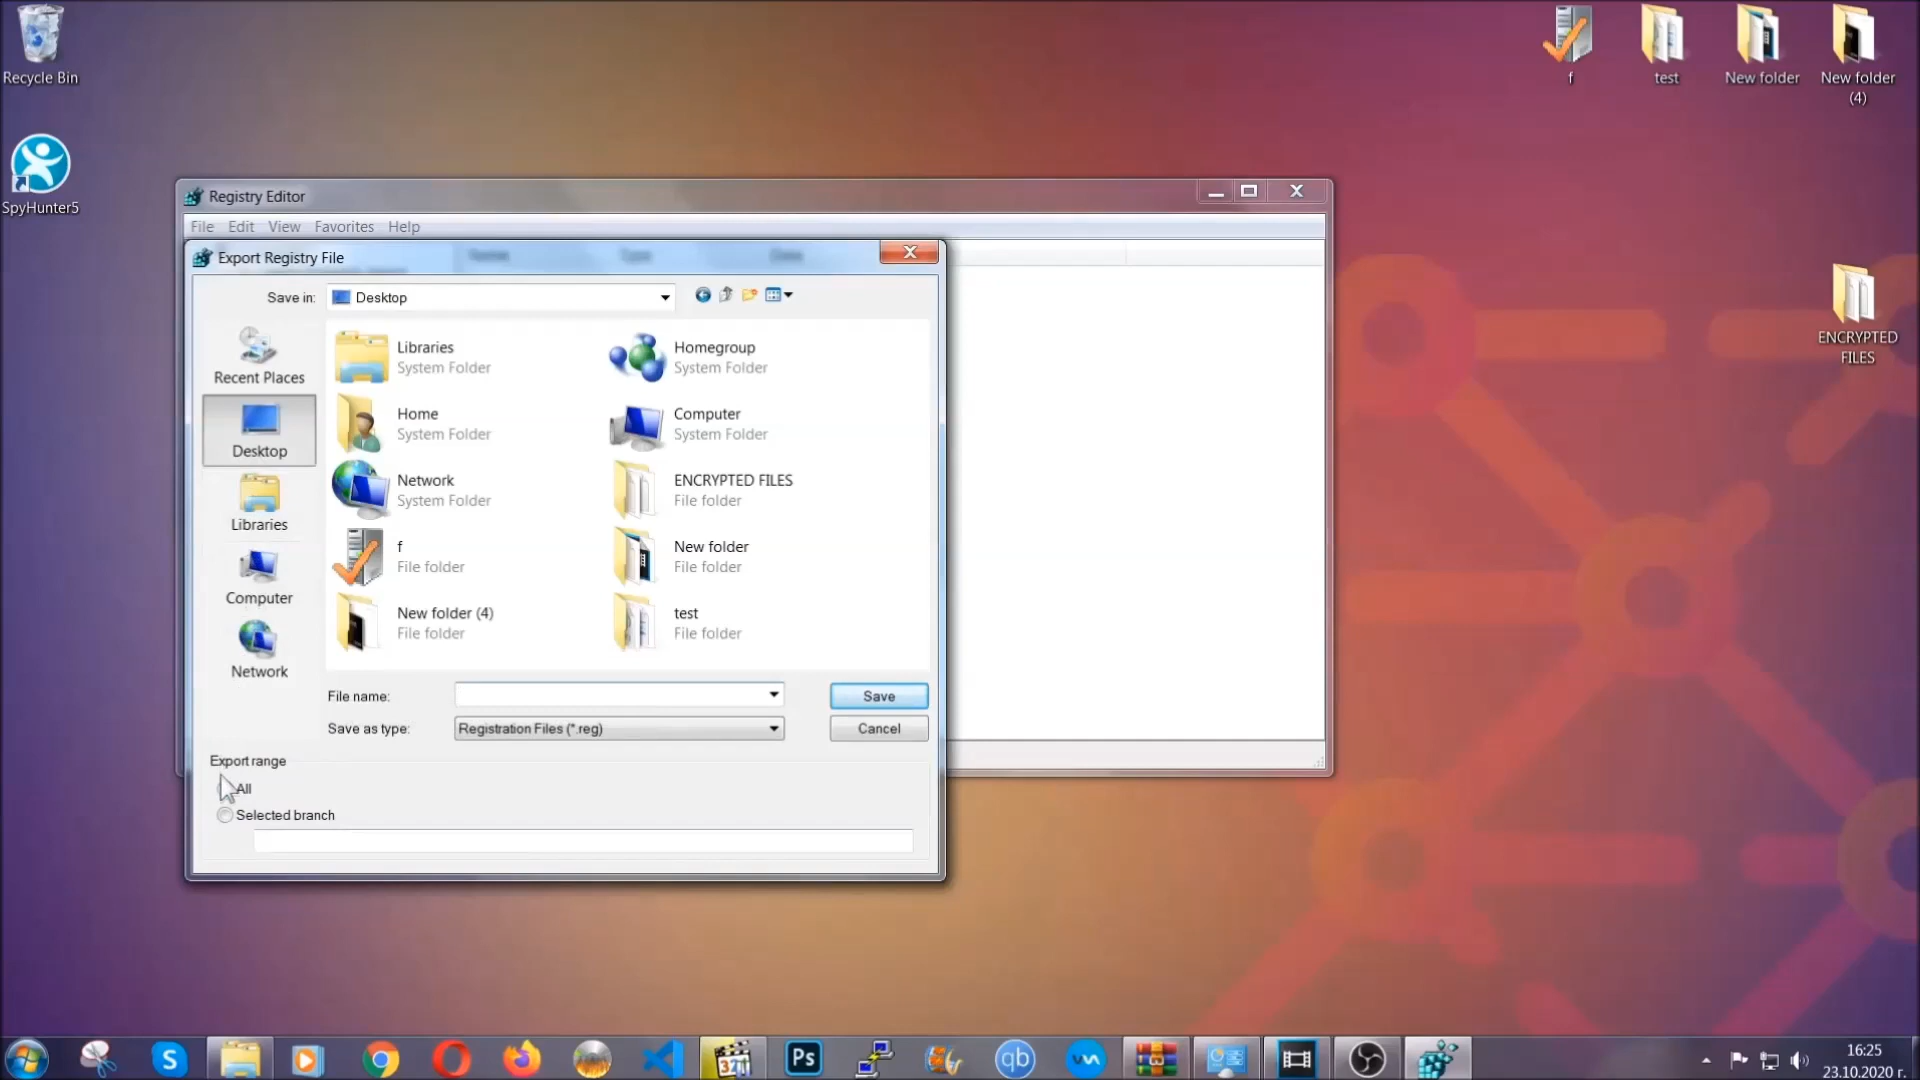 Recycle Bin
SpyHunter5
f
test
New folder
New folder
(4)
ENCRYPTED
FILES
Registry Editor
File Edit View Favorites Help
Export Registry File
Save in:
Desktop
Recent Places
Desktop
Libraries
Computer
Network
Libraries
System Folder
Homegroup
System Folder
Home
System Folder
Computer
System Folder
Network
System Folder
ENCRYPTED FILES
File folder
f
File folder
New folder
File folder
New folder (4)
File folder
test
File folder
File name:
Save
Save as type:
Registration Files (*.reg)
Cancel
Export range
All
Selected branch
S
321
Ps
qb
16:25
23.10.2020 г.